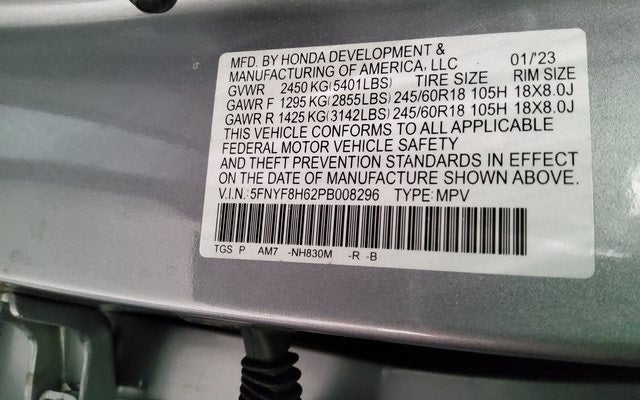 MFD. BY HONDA DEVELOPMENT &
MANUFACTURING OF AMERICA, LLC 01/'23
GVWR 2450 KG(5401LBS) TIRE SIZE RIM SIZE
GAWR F 1295 KG(2855LBS) 245/60R18 105H 18X8.0J
GAWR R 1425 KG(3142LBS) 245/60R18 105H 18X8.0J
THIS VEHICLE CONFORMS TO ALL APPLICABLE
FEDERAL MOTOR VEHICLE SAFETY
AND THEFT PREVENTION STANDARDS IN EFFECT
ON THE DATE OF MANUFACTURE SHOWN ABOVE.
V.I.N.: 5FNYF8H62PB008296 TYPE: MPV
TGS P AM7 -NH830M -R -B